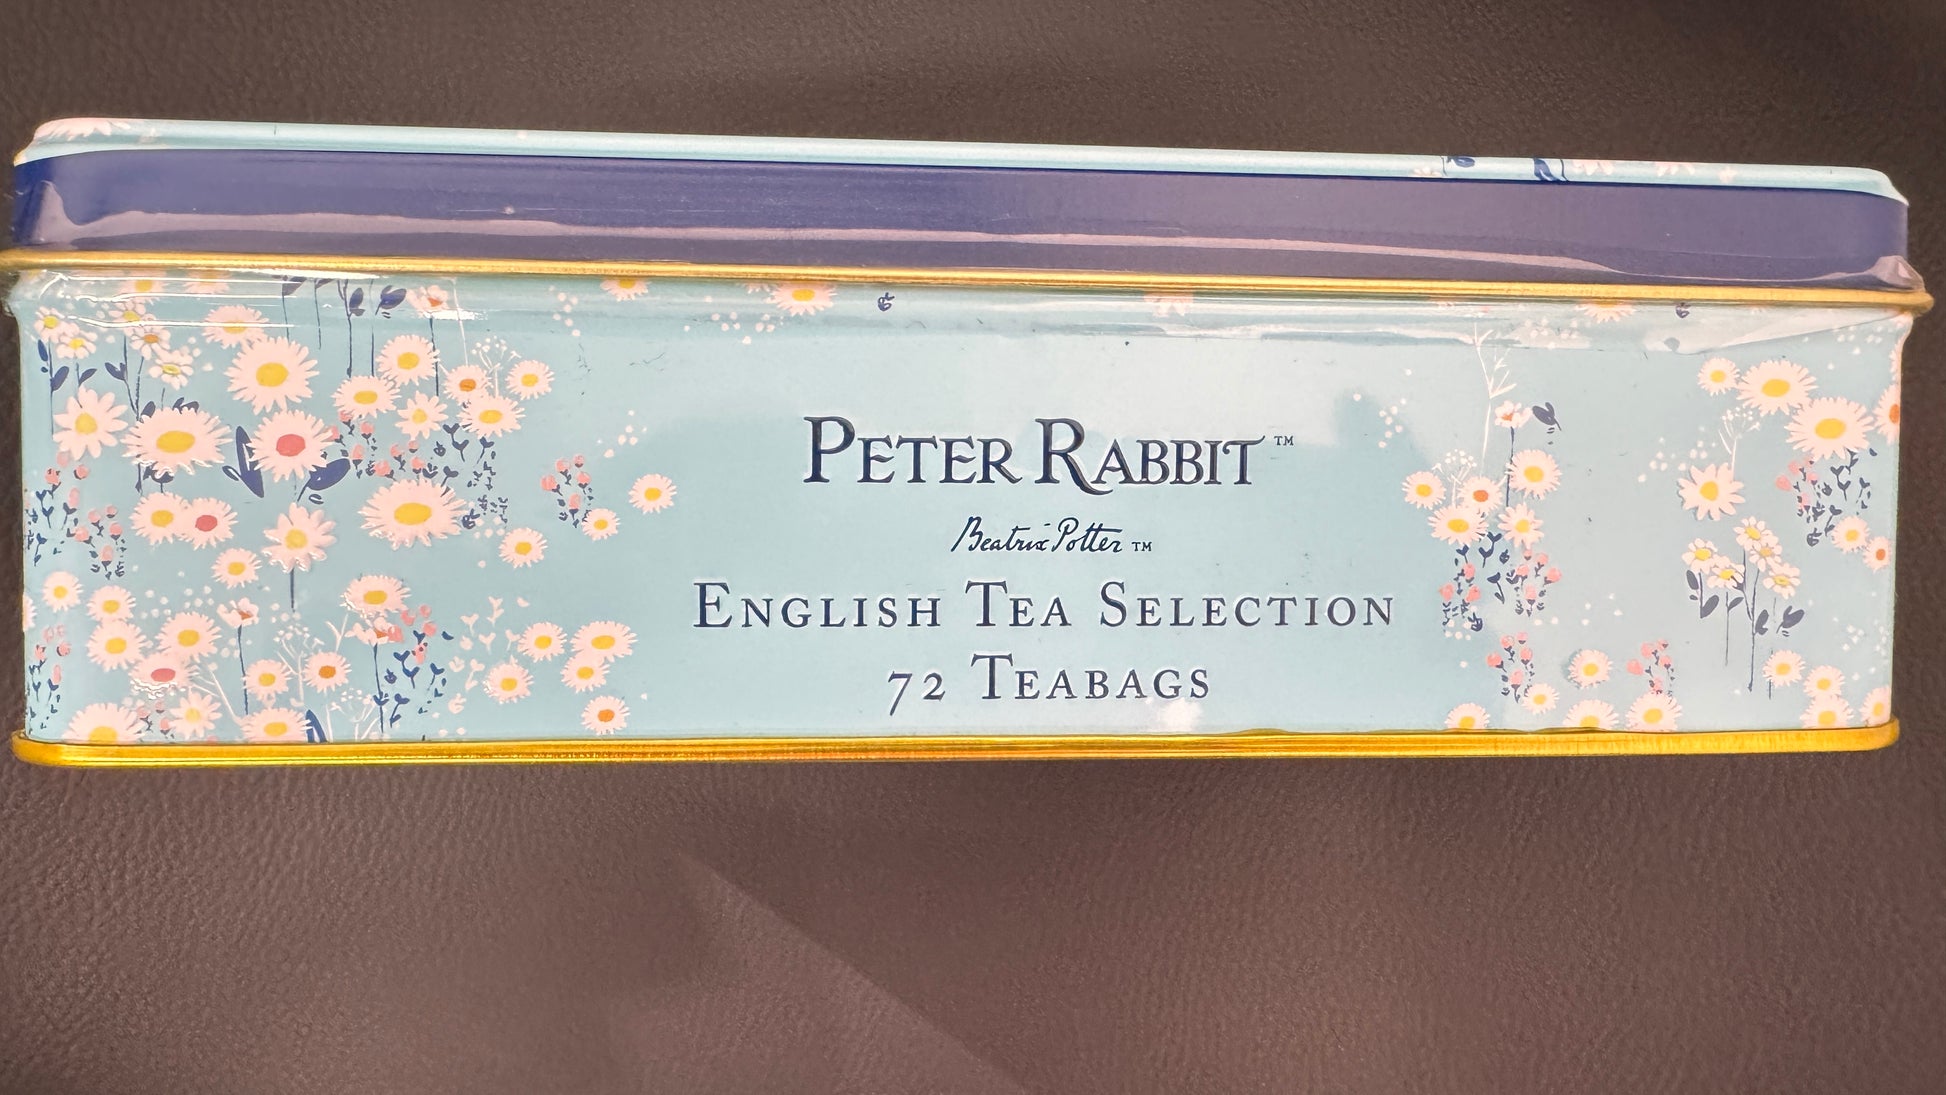 PETER RABBIT™
Beatrix Potter™
ENGLISH TEA SELECTION
72 TEABAGS